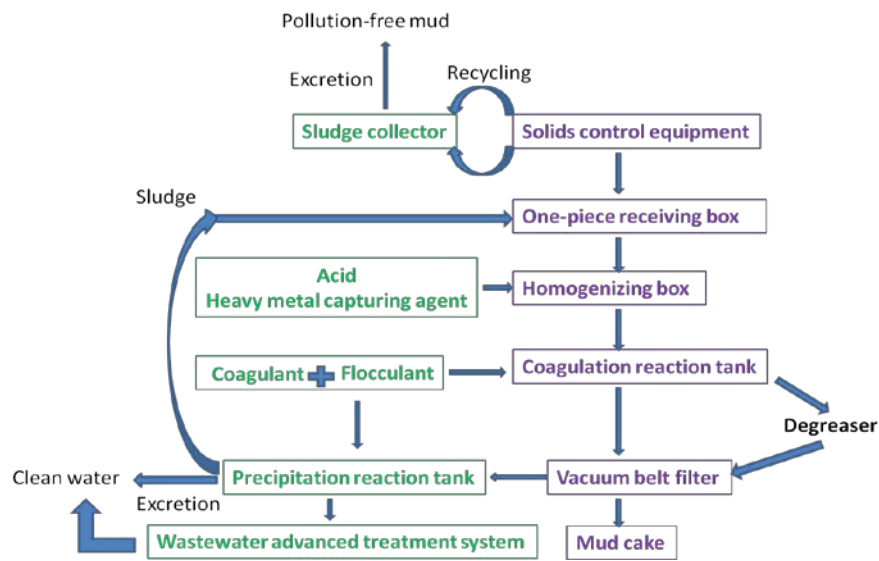 Pollution-free mud
Excretion
Recycling
Sludge collector
Solids control equipment
Sludge
One-piece receiving box
Acid
Heavy metal capturing agent
Homogenizing box
Coagulant + Flocculant
Coagulation reaction tank
Degreaser
Clean water
Excretion
Precipitation reaction tank
Vacuum belt filter
Wastewater advanced treatment system
Mud cake